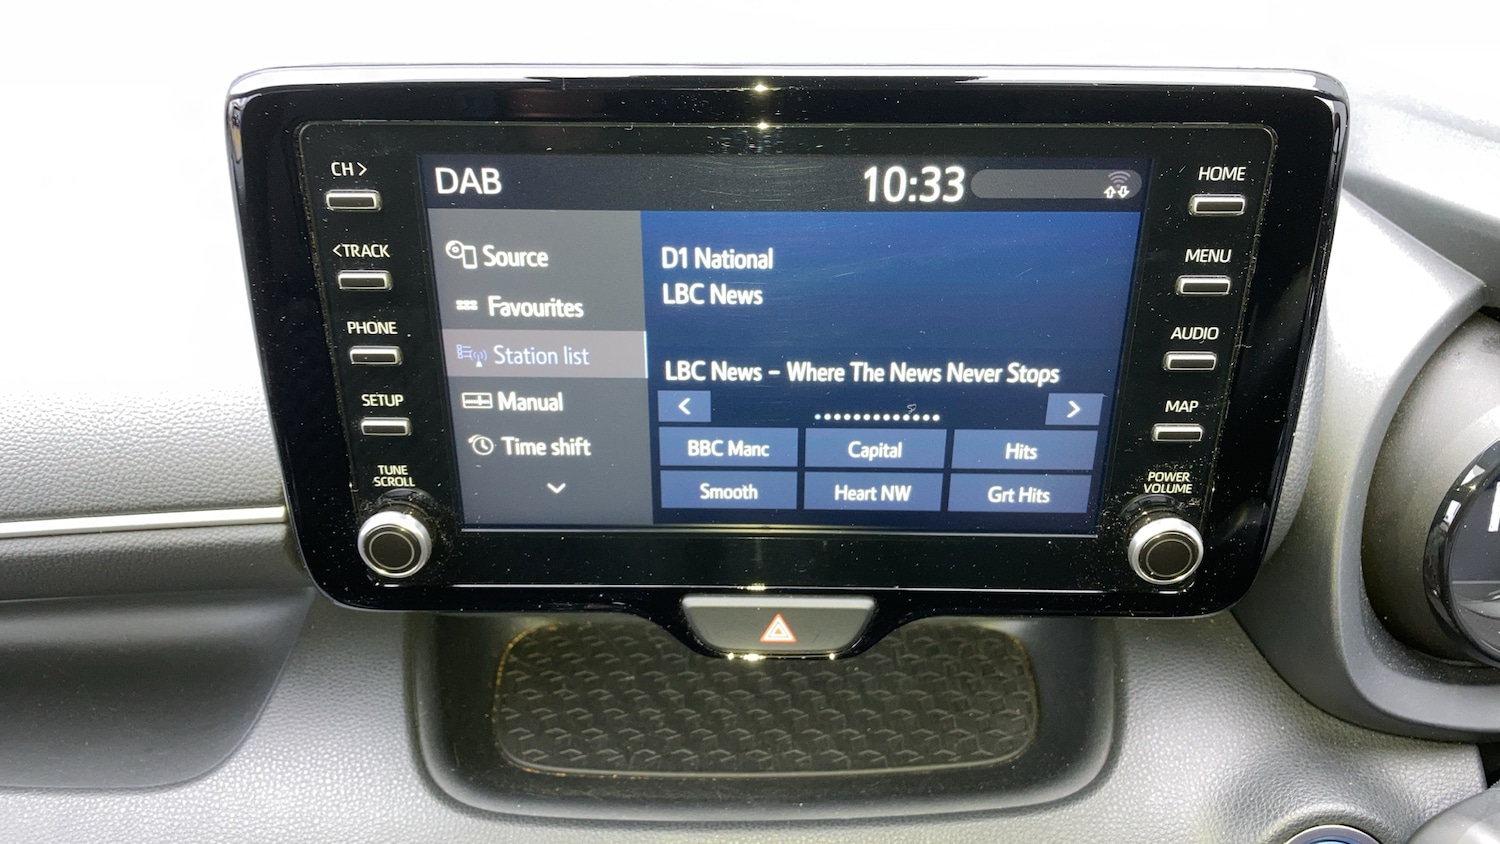 CH >
< TRACK
PHONE
SETUP
TUNE
SCROLL
DAB
10:33
Source
Favourites
Station list
Manual
Time shift
D1 National
LBC News
LBC News – Where The News Never Stops
<
>
BBC Manc
Capital
Hits
Smooth
Heart NW
Grt Hits
HOME
MENU
AUDIO
MAP
POWER
VOLUME